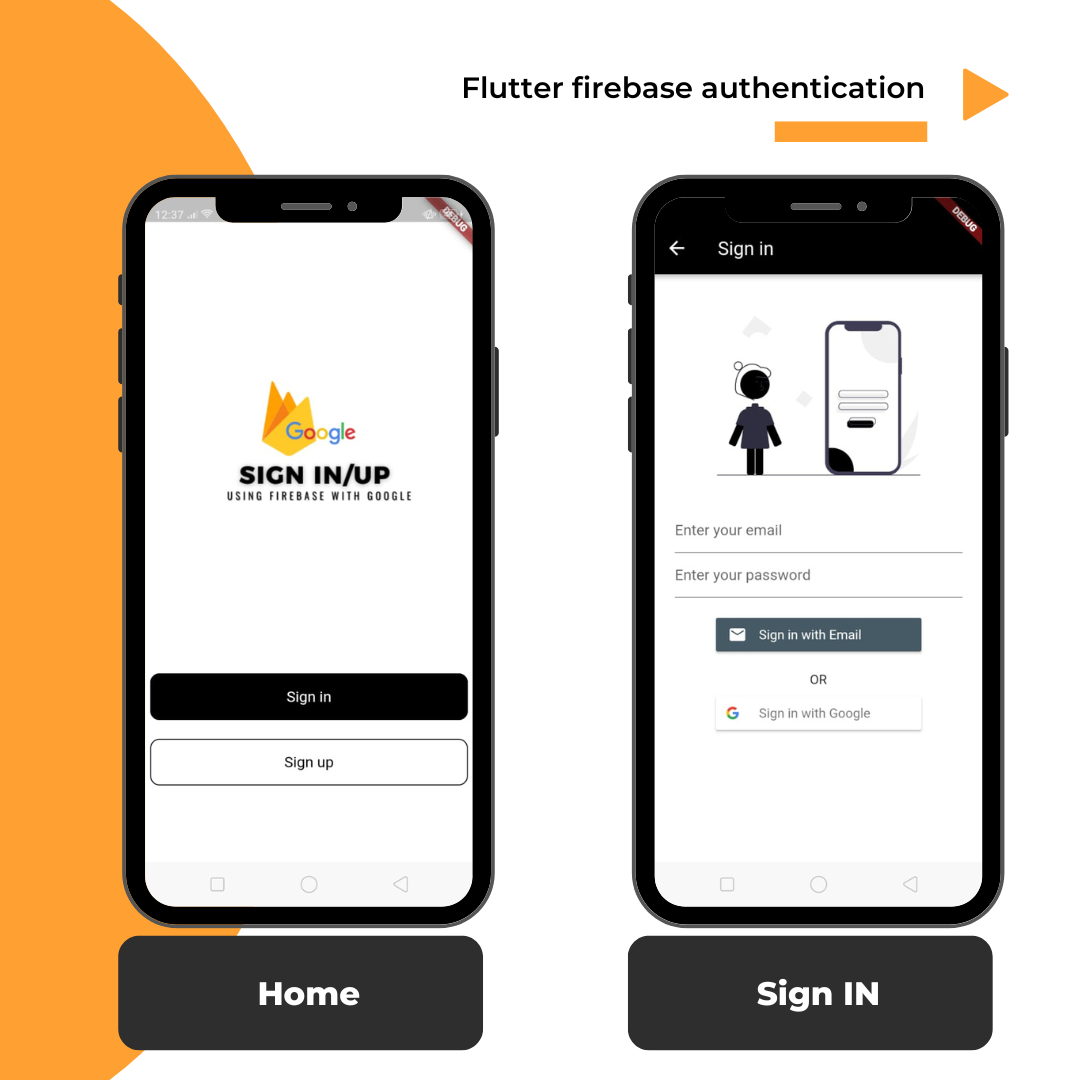 Flutter firebase authentication
12:37
DEBUG
Google
SIGN IN/UP
USING FIREBASE WITH GOOGLE
Sign in
Sign up
Home
DEBUG
Sign in
Enter your email
Enter your password
Sign in with Email
OR
Sign in with Google
Sign IN